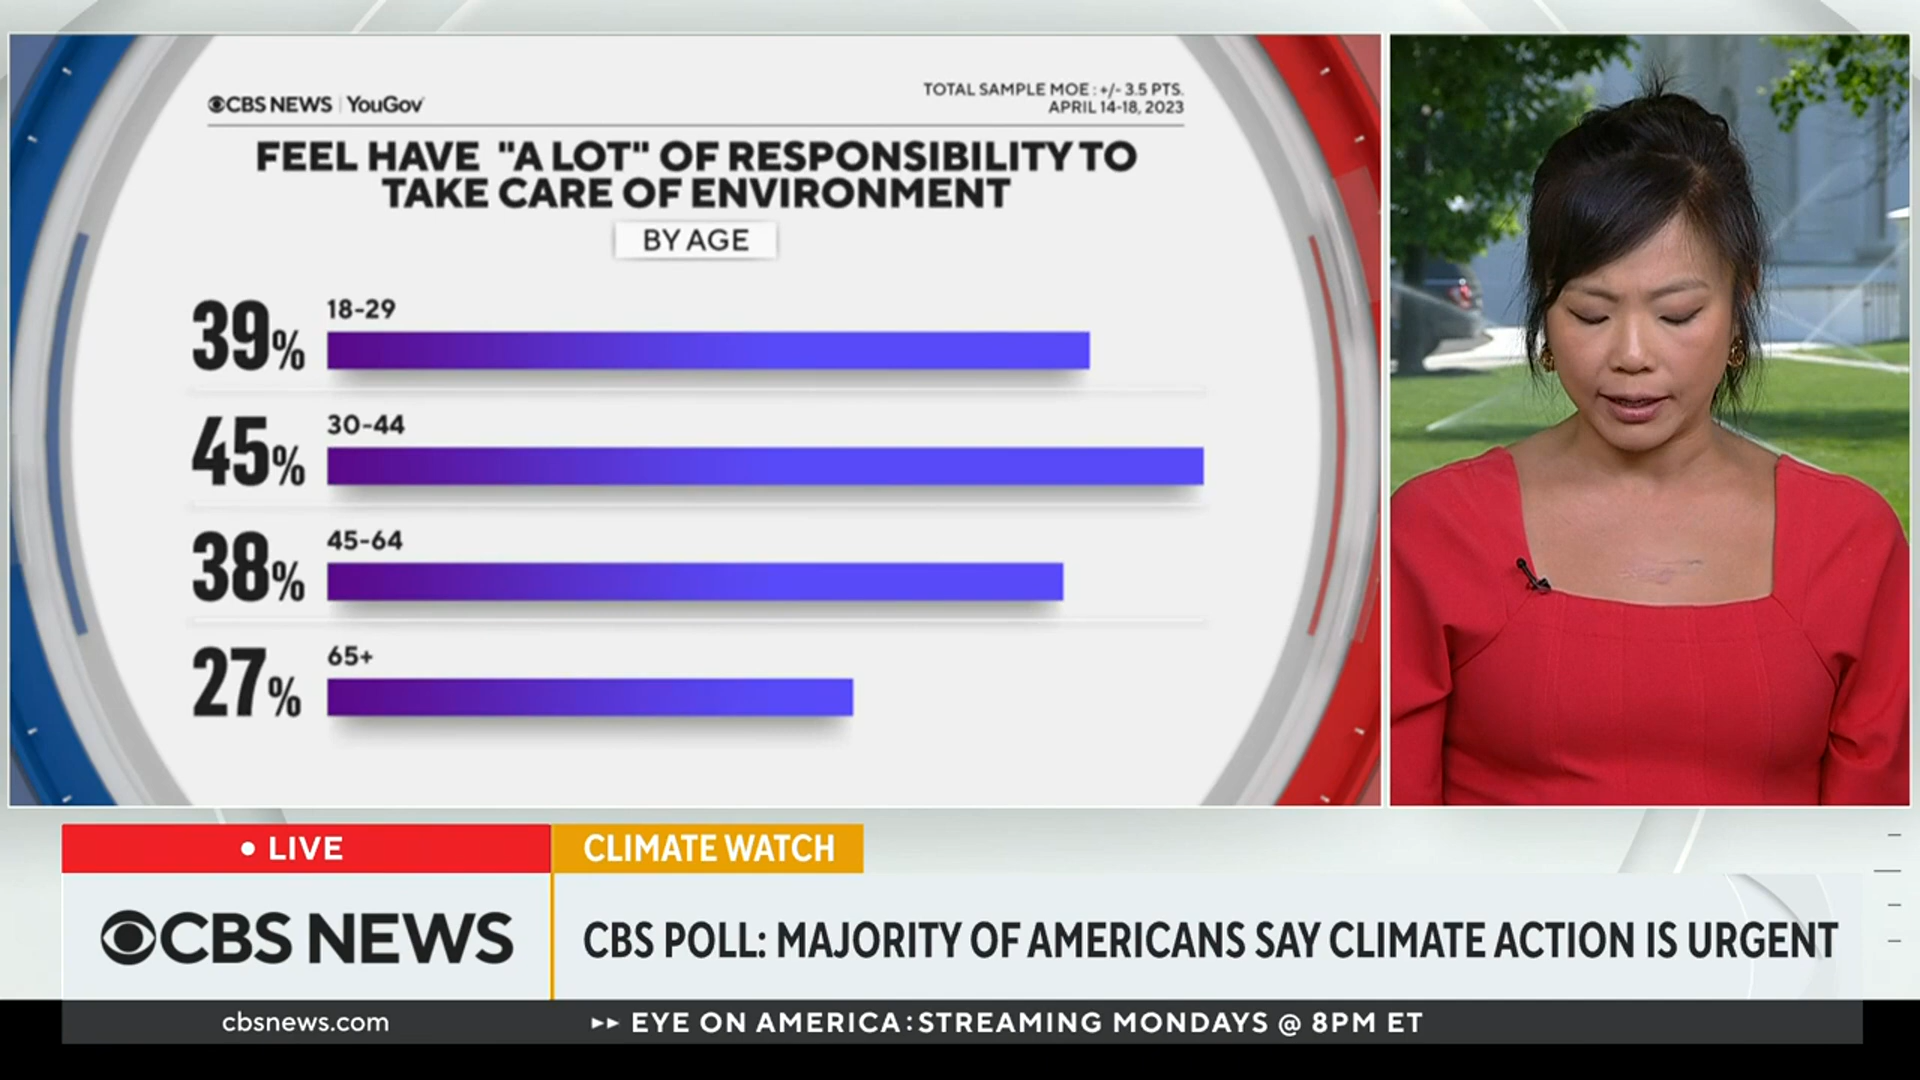 CBS NEWS | YouGov
TOTAL SAMPLE MOE : +/- 3.5 PTS.
APRIL 14-18, 2023
FEEL HAVE "A LOT" OF RESPONSIBILITY TO
TAKE CARE OF ENVIRONMENT
BY AGE
39% 18-29
45% 30-44
38% 45-64
27% 65+
• LIVE
CLIMATE WATCH
CBS NEWS
CBS POLL: MAJORITY OF AMERICANS SAY CLIMATE ACTION IS URGENT
cbsnews.com
EYE ON AMERICA: STREAMING MONDAYS @ 8PM ET